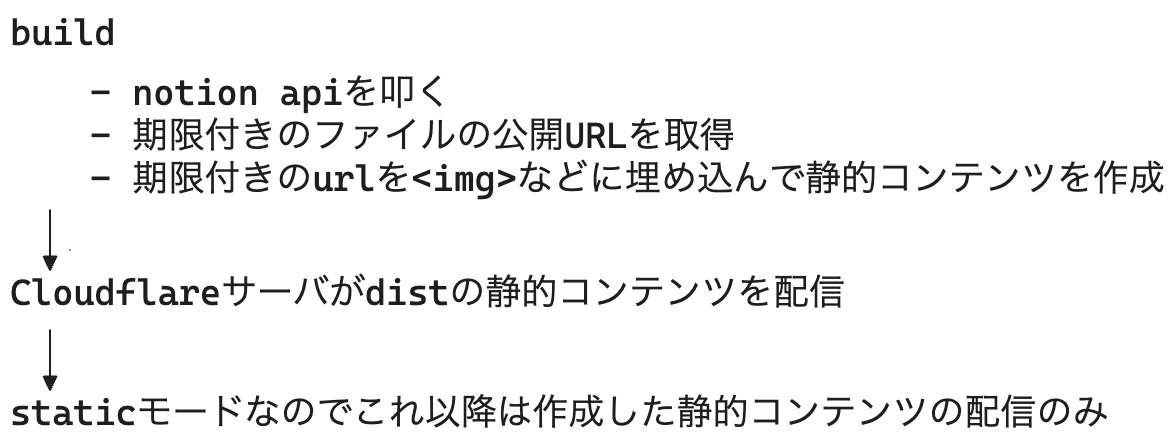 build
- notion apiを叩く
- 期限付きのファイルの公開URLを取得
- 期限付きのurlを<img>などに埋め込んで静的コンテンツを作成
Cloudflareサーバがdistの静的コンテンツを配信
staticモードなのでこれ以降は作成した静的コンテンツの配信のみ